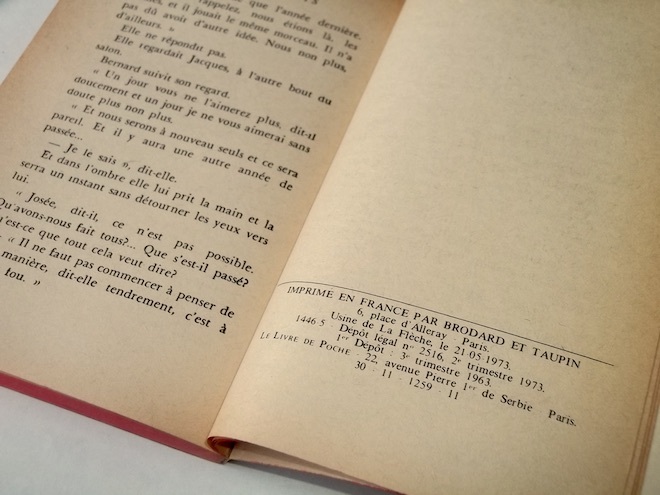 que l'année dernière.
rappelez, nous étions là, les
et il jouait le même morceau. Il n'a
pas dû avoir d'autre idée. Nous non plus,
d'ailleurs. »
Elle ne répondit pas.
Elle regardait Jacques, à l'autre bout du
salon.
Bernard suivit son regard.
« Un jour vous ne l'aimerez plus, dit-il
doucement et un jour je ne vous aimerai sans
doute plus non plus.
« Et nous serons à nouveau seuls et ce sera
pareil. Et il y aura une autre année de
passée...
— Je le sais », dit-elle.
Et dans l'ombre elle lui prit la main et la
serra un instant sans détourner les yeux vers
lui.
« Josée, dit-il, ce n'est pas possible.
Qu'avons-nous fait tous?... Que s'est-il passé?
u'est-ce que tout cela veut dire?
« Il ne faut pas commencer à penser de
manière, dit-elle tendrement, c'est à
tou. »
IMPRIMÉ EN FRANCE PAR BRODARD ET TAUPIN
6, place d'Alleray Paris.
Usine de La Flèche, le 21-05-1973.
1446-5 - Dépôt légal n° 2516, 2e trimestre 1973.
1er Dépôt : 3e trimestre 1963.
LE LIVRE DE POCHE - 22, avenue Pierre 1er de Serbie Paris.
30 - 11 - 1259 - 11